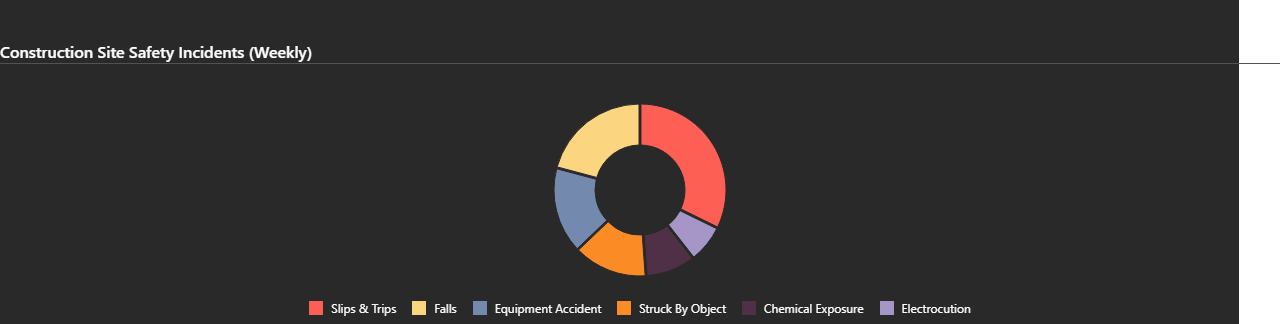 Construction Site Safety Incidents (Weekly)
Slips & Trips Falls Equipment Accident Struck By Object Chemical Exposure Electrocution